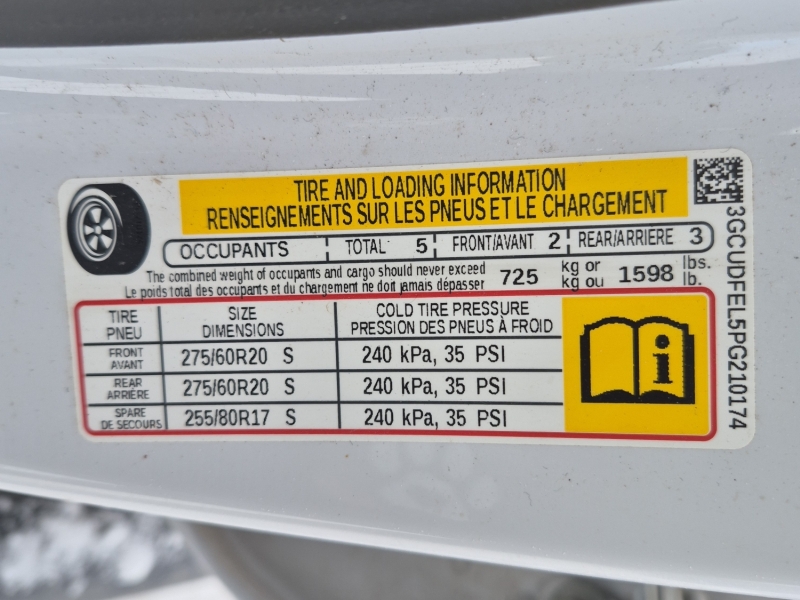 TIRE AND LOADING INFORMATION
RENSEIGNEMENTS SUR LES PNEUS ET LE CHARGEMENT
OCCUPANTS TOTAL 5 FRONT/AVANT 2 REAR/ARRIERE 3
The combined weight of occupants and cargo should never exceed 725 kg or 1598 lbs.
Le poids total des occupants et du chargement ne doit jamais dépasser kg ou lb.
TIRE SIZE COLD TIRE PRESSURE
PNEU DIMENSIONS PRESSION DES PNEUS À FROID
FRONT
AVANT 275/60R20 S 240 kPa, 35 PSI
REAR
ARRIÈRE 275/60R20 S 240 kPa, 35 PSI
SPARE
DE SECOURS 255/80R17 S 240 kPa, 35 PSI
i
3GCUDFEL5PG210174